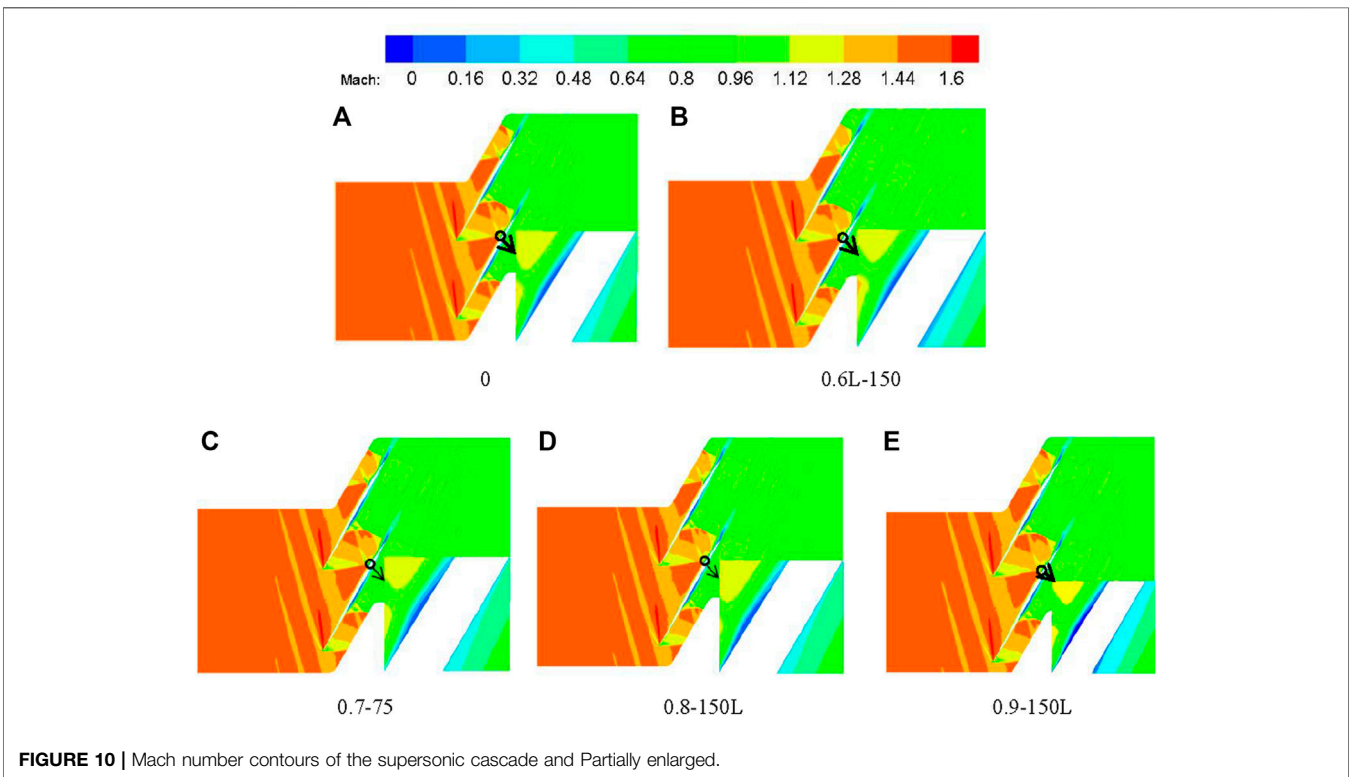 Mach: 0 0.16 0.32 0.48 0.64 0.8 0.96 1.12 1.28 1.44 1.6
A B
0 0.6L-150
C D E
0.7-75 0.8-150L 0.9-150L
FIGURE 10 | Mach number contours of the supersonic cascade and Partially enlarged.